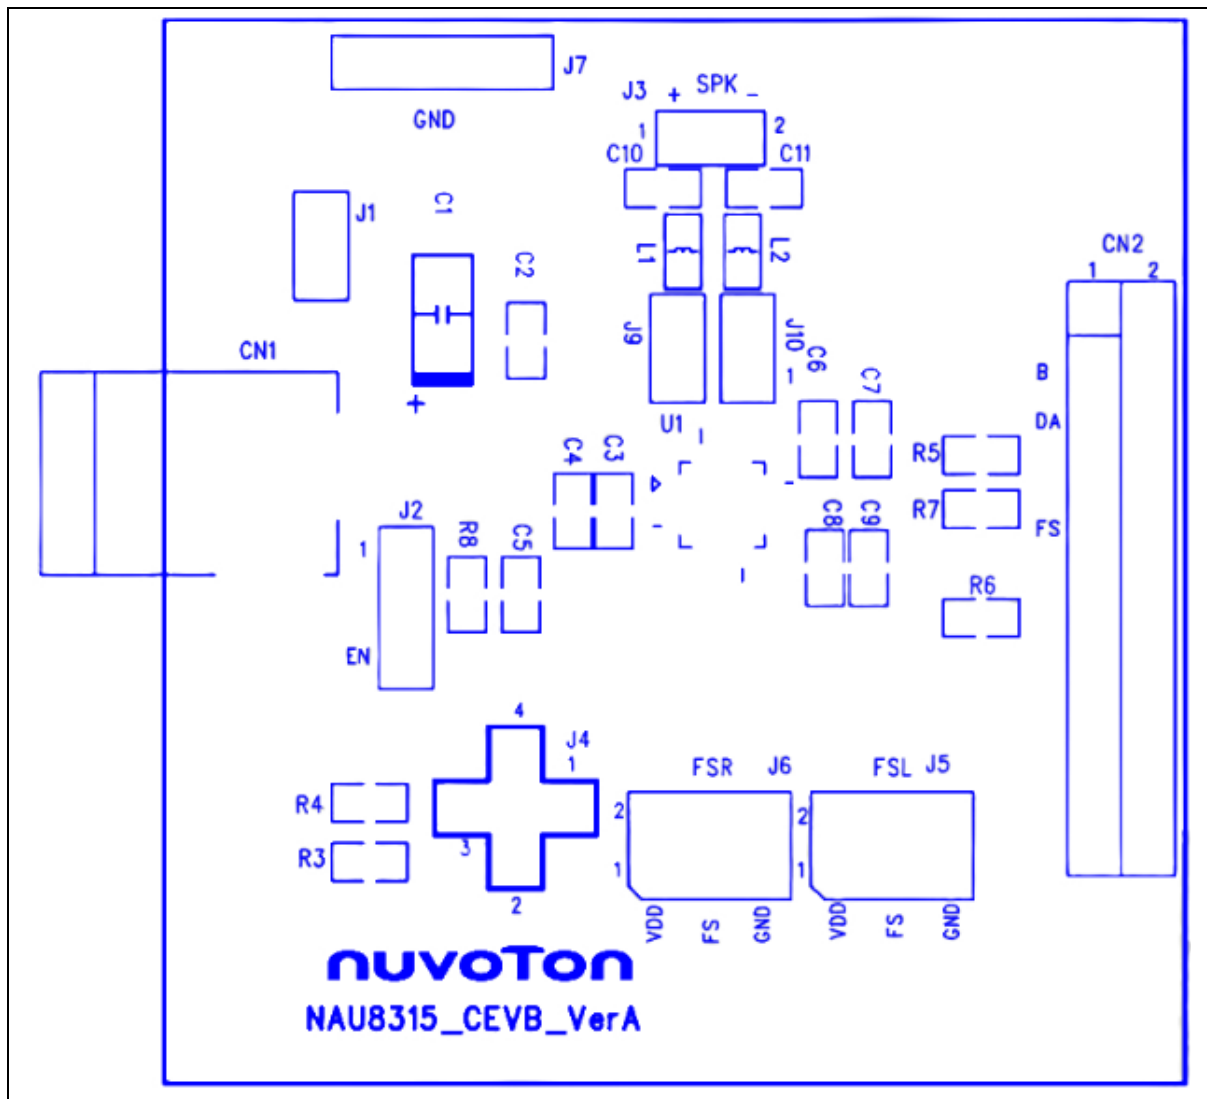 J7
GND
J3 + SPK -
1 2
C10 C11
J1
C1
C2
L1 L2
CN2
1 2
J9 J10
1
CN1
C6 C7
B
+
U1
DA
C4 C3
R5
R7
J2
1
R8 C5
C8 C9
FS
R6
EN
4
J4
1
3
2
R4
R3
FSR J6
2
1
VDD FS GND
FSL J5
2
1
VDD FS GND
nuvoTon
NAU8315_CEVB_VerA